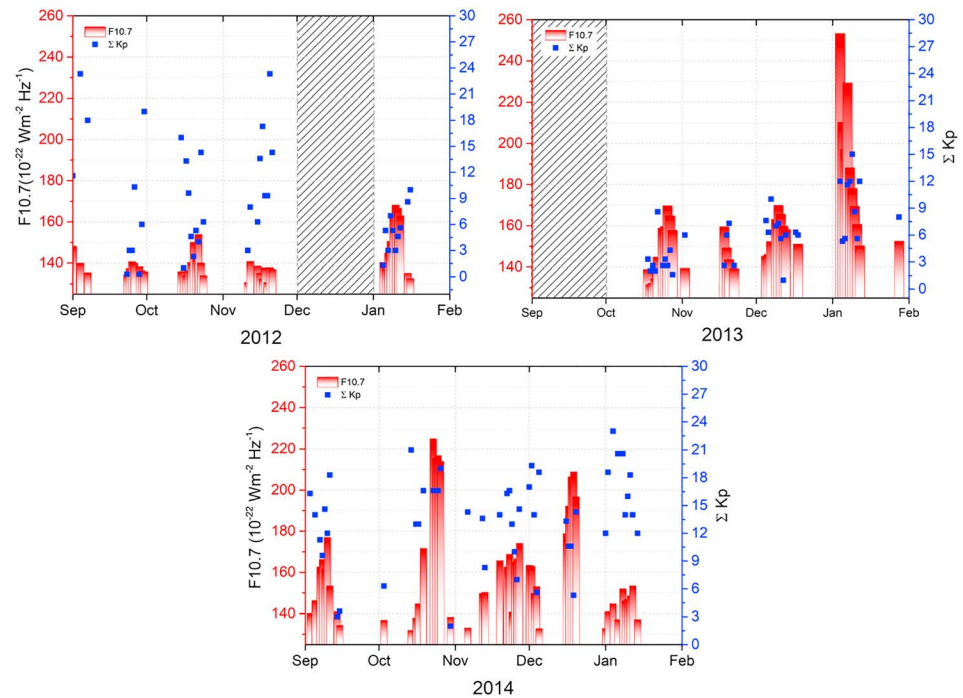 260
240
220
200
180
160
140
F10.7(10⁻²² Wm⁻² Hz⁻¹)
F10.7
Σ Kp
30
27
24
21
18
15
12
9
6
3
0
Sep
Oct
Nov
Dec
Jan
Feb
2012
260
240
220
200
180
160
140
F10.7
Σ Kp
30
27
24
21
18
15
12
9
6
3
0
Σ Kp
Sep
Oct
Nov
Dec
Jan
Feb
2013
260
240
220
200
180
160
140
F10.7 (10⁻²² Wm⁻² Hz⁻¹)
F10.7
Σ Kp
30
27
24
21
18
15
12
9
6
3
0
Σ Kp
Sep
Oct
Nov
Dec
Jan
Feb
2014